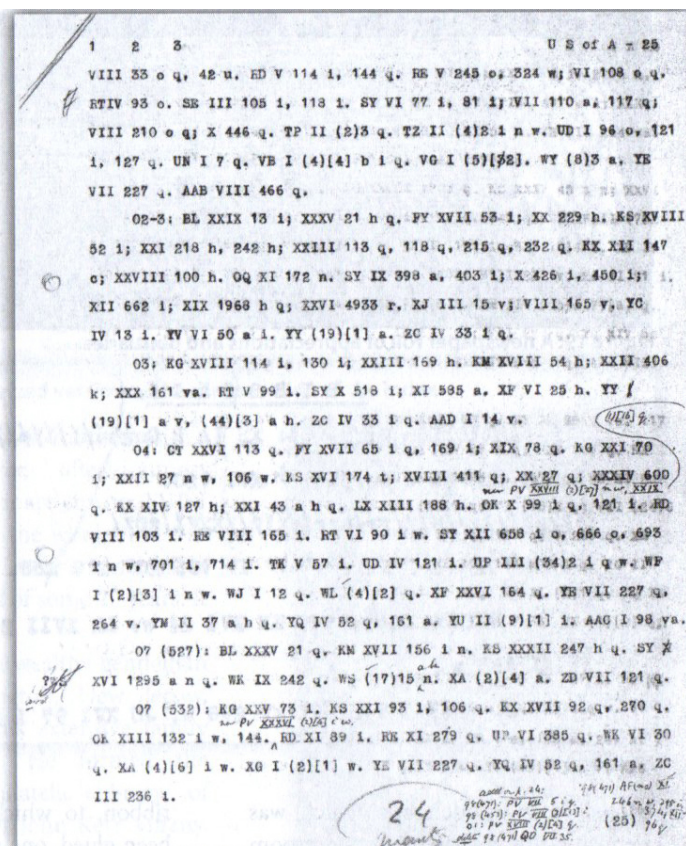 1 2 3 U S of A - 25
VIII 33 o q, 42 u. RD V 114 i, 144 q. RE V 245 o, 324 w; VI 108 o q.
RTIV 93 o. SE III 105 i, 118 i. SY VI 77 i, 81 i; VII 110 a, 117 q;
VIII 210 o q; X 446 q. TP II (2)3 q. TZ II (4)2 i n w. UD I 96 o, 121
i, 127 q. UN I 7 q. VB I (4)[4] h i q. VG I (5)[2]. WY (8)3 a. YE
VII 227 q. AAB VIII 466 q.
02-3: BL XXIX 13 i; XXXV 21 h q. FY XVII 53 i; XX 229 h. KS XVIII
52 i; XXI 218 h, 242 h; XXIII 113 q, 118 q, 215 q, 232 q. KX XII 147
c; XXVIII 100 h. OQ XI 172 n. SY IX 398 a, 403 i; X 426 i, 450 i;
XII 662 i; XIX 1968 h q; XXVI 4933 r. XJ III 15 v; VIII 165 v. YC
IV 13 i. YV VI 50 a i. YY (19)[1] a. ZC IV 33 i q.
03: KG XVIII 114 i, 130 i; XXIII 169 h. KM XVIII 54 h; XXII 406
k; XXX 161 va. RT V 99 i. SY X 518 i; XI 585 a. XF VI 25 h. YY
(19)[1] a v, (44)[3] a h. ZC IV 33 i q. AAD I 14 v.
04: CT XXVI 113 q. FY XVII 65 i q, 169 i; XIX 78 q. KG XXI 70
i; XXII 27 n w, 106 w. KS XVI 174 i; XVIII 411 q; XX 27 q; XXXIV 600
q. KX XIV 127 h; XXI 43 a h q. LX XIII 188 h. OK X 99 i q, 121 i. RD
VIII 103 i. RE VIII 165 i. RT VI 90 i w. SY XII 658 i o, 666 o, 693
i n w, 701 i, 714 i. TK V 57 i. UD IV 121 i. UP III (34)2 i q w. WF
I (2)[3] i n w. WJ I 12 q. WL (4)[2] q. XF XXVI 164 q. YE VII 227 q,
264 v. YM II 37 a h q. YQ IV 52 q, 161 a. YU III (9)[1] i. AAC I 98 va.
07 (527): BL XXXV 21 q. KM XVII 156 i n. KS XXXII 247 h q. SY
XVI 1295 a n q. WK IX 242 q. WS (17)15 n. XA (2)[4] a. ZD VII 121 q.
07 (532): KG XXV 73 i. KS XXI 93 i, 106 q. KX XVII 92 q, 270 q.
XIII 132 i w, 144. RD XI 89 i. RE XI 279 q. UP VI 385 q. WK VI 30
q. XA (4)[6] i w. XG I (2)[1] w. YE VII 227 q. YQ IV 52 q, 161 a. ZC
III 236 i.
24
(25)